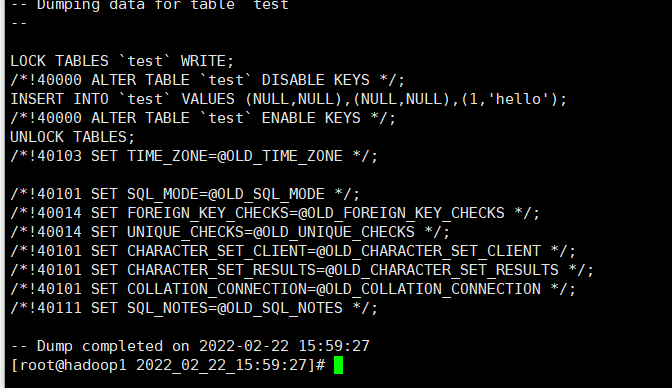 -- Dumping data for table `test`
--

LOCK TABLES `test` WRITE;
/*!40000 ALTER TABLE `test` DISABLE KEYS */;
INSERT INTO `test` VALUES (NULL,NULL),(NULL,NULL),(1,'hello');
/*!40000 ALTER TABLE `test` ENABLE KEYS */;
UNLOCK TABLES;
/*!40103 SET TIME_ZONE=@OLD_TIME_ZONE */;

/*!40101 SET SQL_MODE=@OLD_SQL_MODE */;
/*!40014 SET FOREIGN_KEY_CHECKS=@OLD_FOREIGN_KEY_CHECKS */;
/*!40014 SET UNIQUE_CHECKS=@OLD_UNIQUE_CHECKS */;
/*!40101 SET CHARACTER_SET_CLIENT=@OLD_CHARACTER_SET_CLIENT */;
/*!40101 SET CHARACTER_SET_RESULTS=@OLD_CHARACTER_SET_RESULTS */;
/*!40101 SET COLLATION_CONNECTION=@OLD_COLLATION_CONNECTION */;
/*!40111 SET SQL_NOTES=@OLD_SQL_NOTES */;

-- Dump completed on 2022-02-22 15:59:27
[root@hadoop1 2022_02_22_15:59:27]#